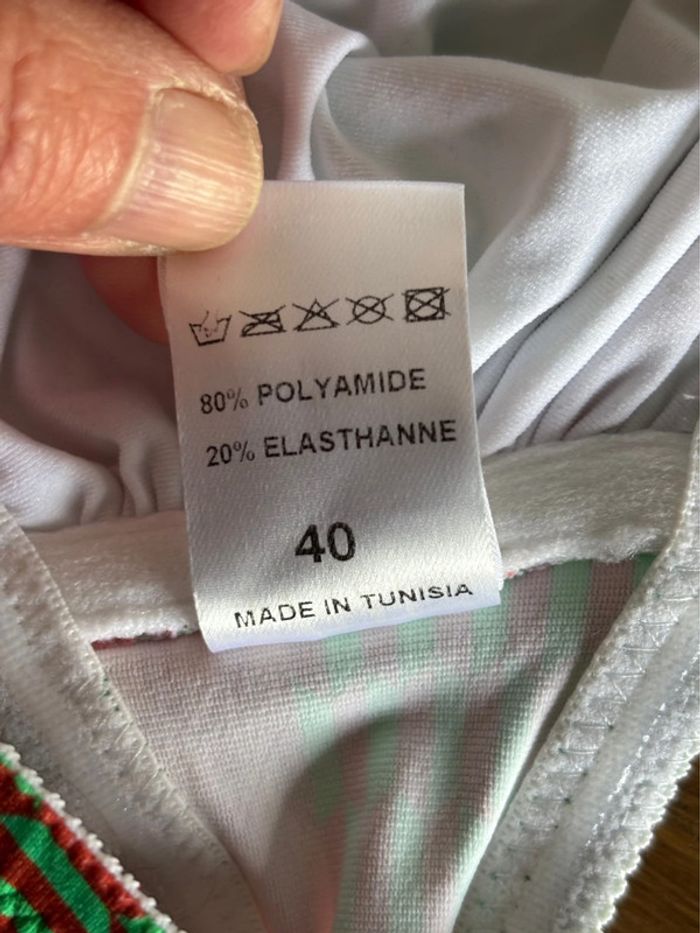 80% POLYAMIDE
20% ELASTHANNE
40
MADE IN TUNISIA